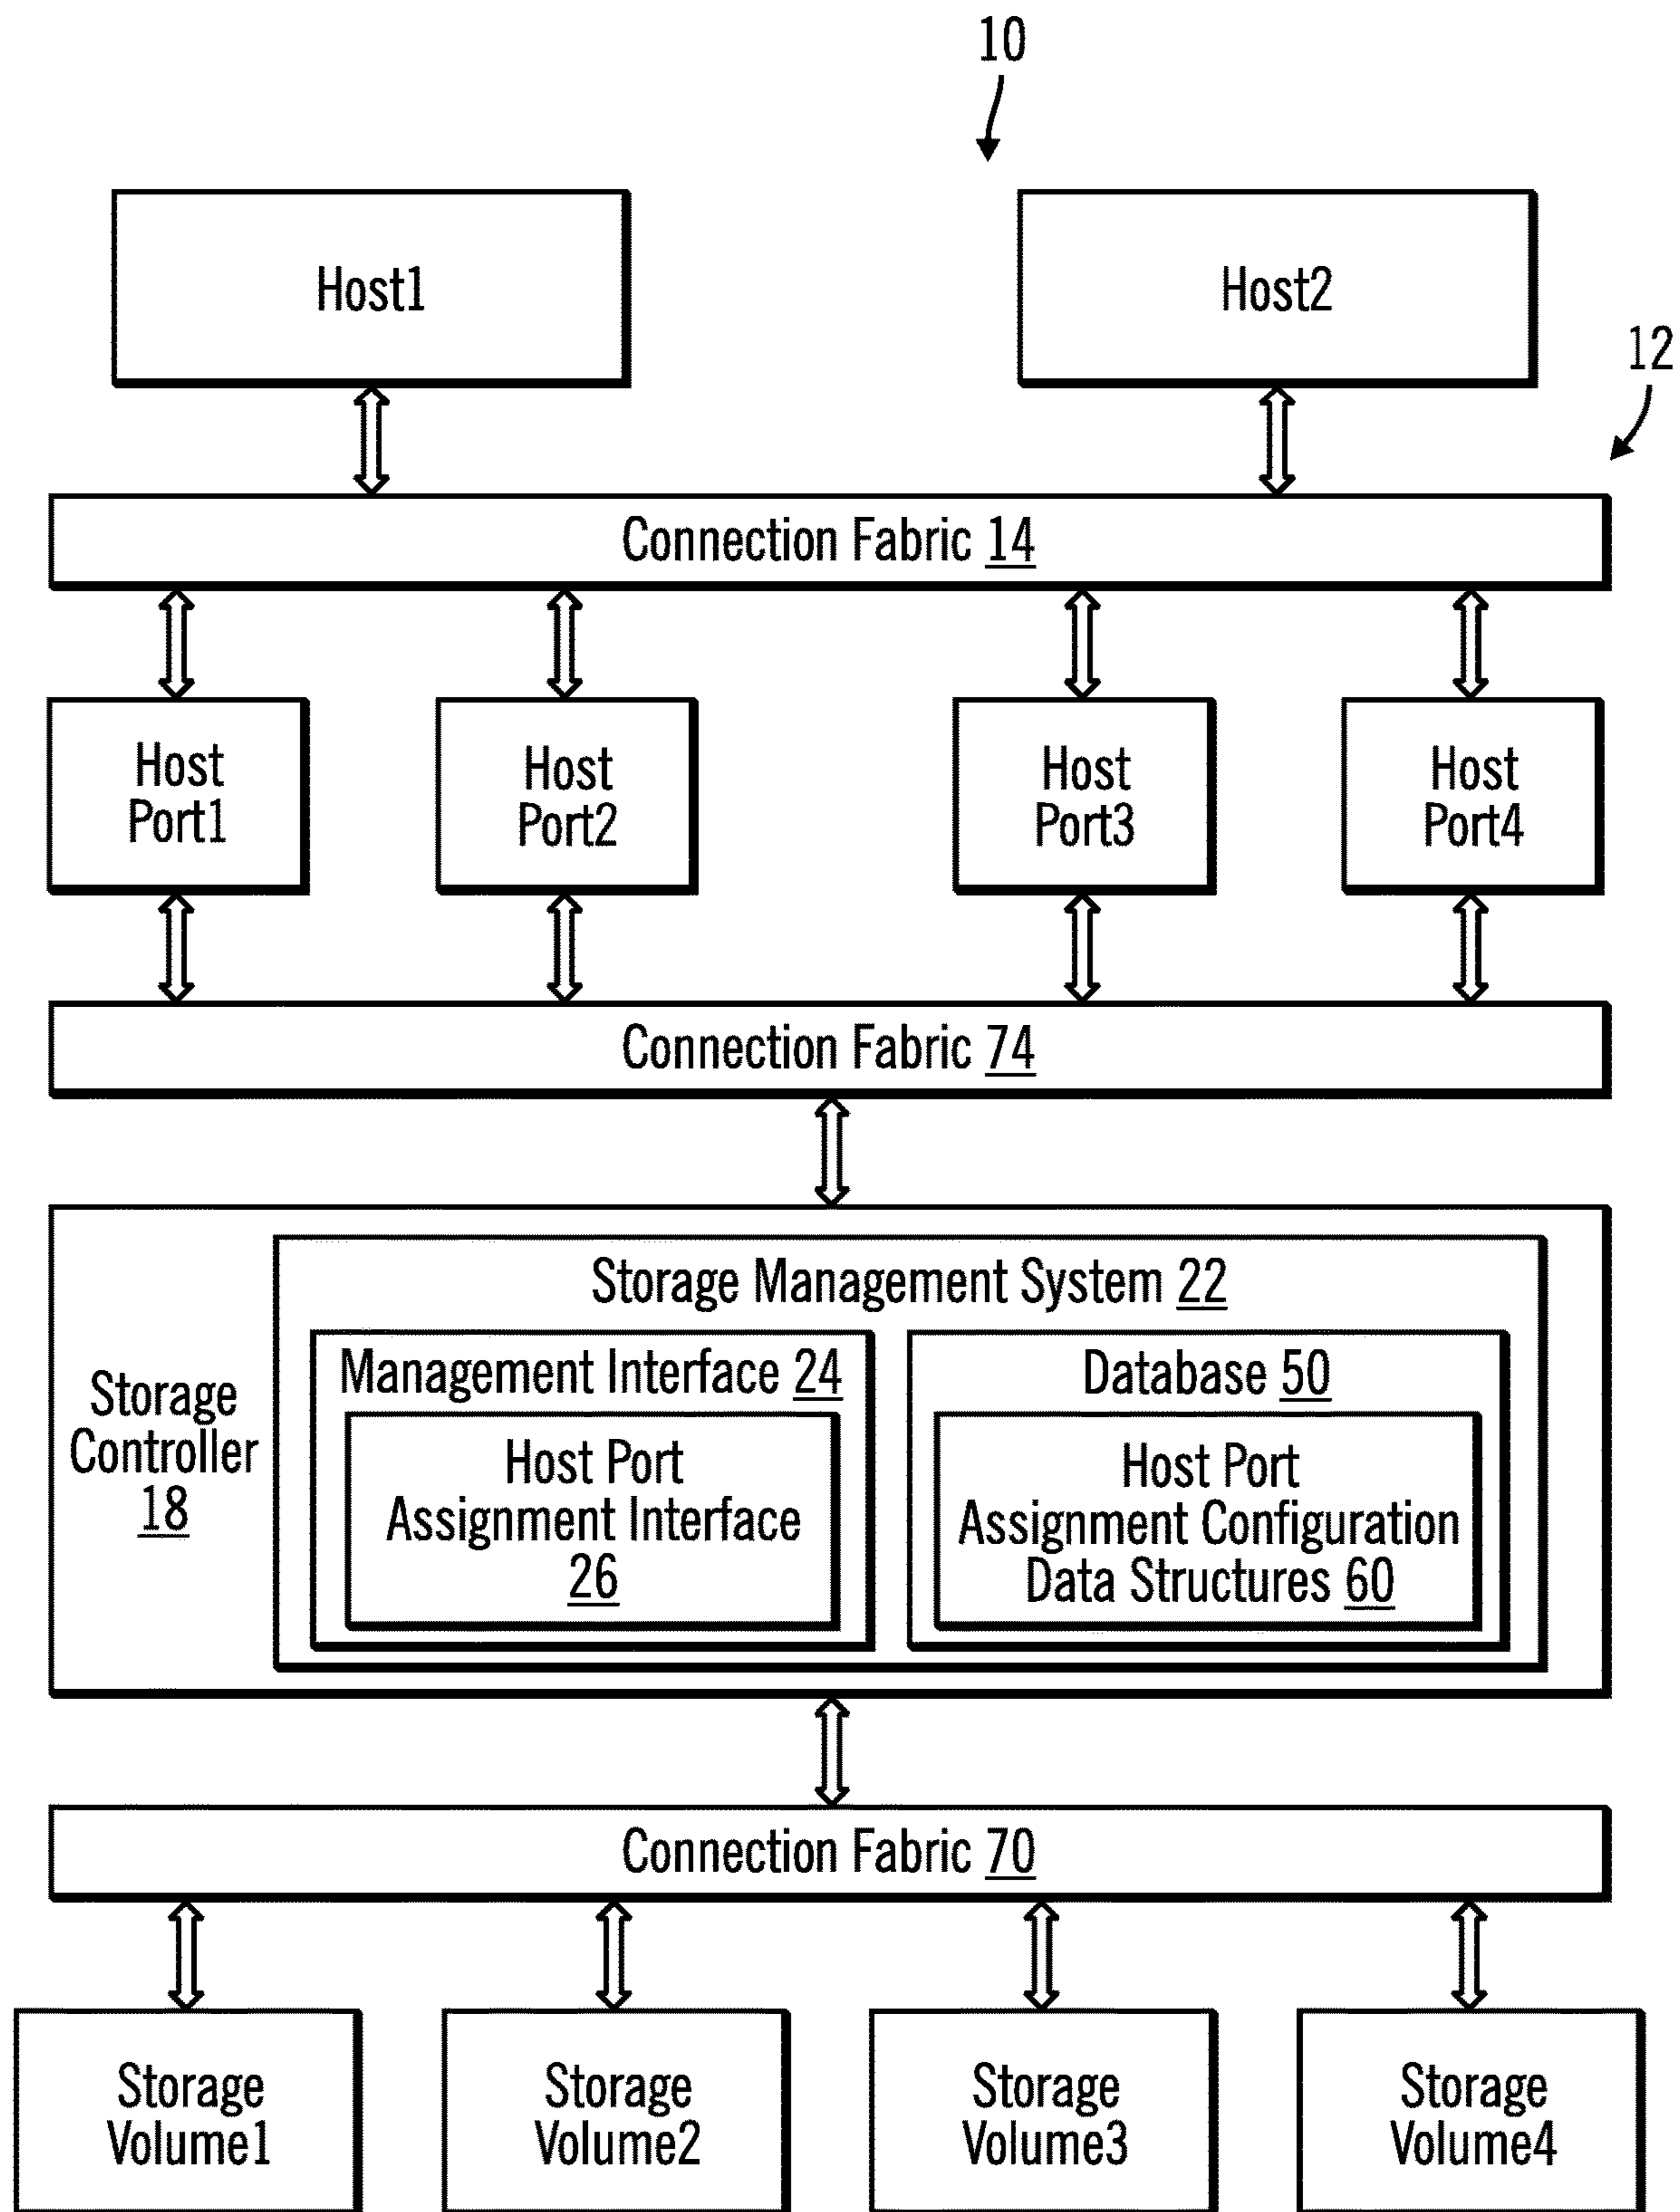 10
Host1
Host2
12
Connection Fabric 14
Host
Port1
Host
Port2
Host
Port3
Host
Port4
Connection Fabric 74
Storage Management System 22
Storage
Controller
18
Management Interface 24
Host Port
Assignment Interface
26
Database 50
Host Port
Assignment Configuration
Data Structures 60
Connection Fabric 70
Storage
Volume1
Storage
Volume2
Storage
Volume3
Storage
Volume4